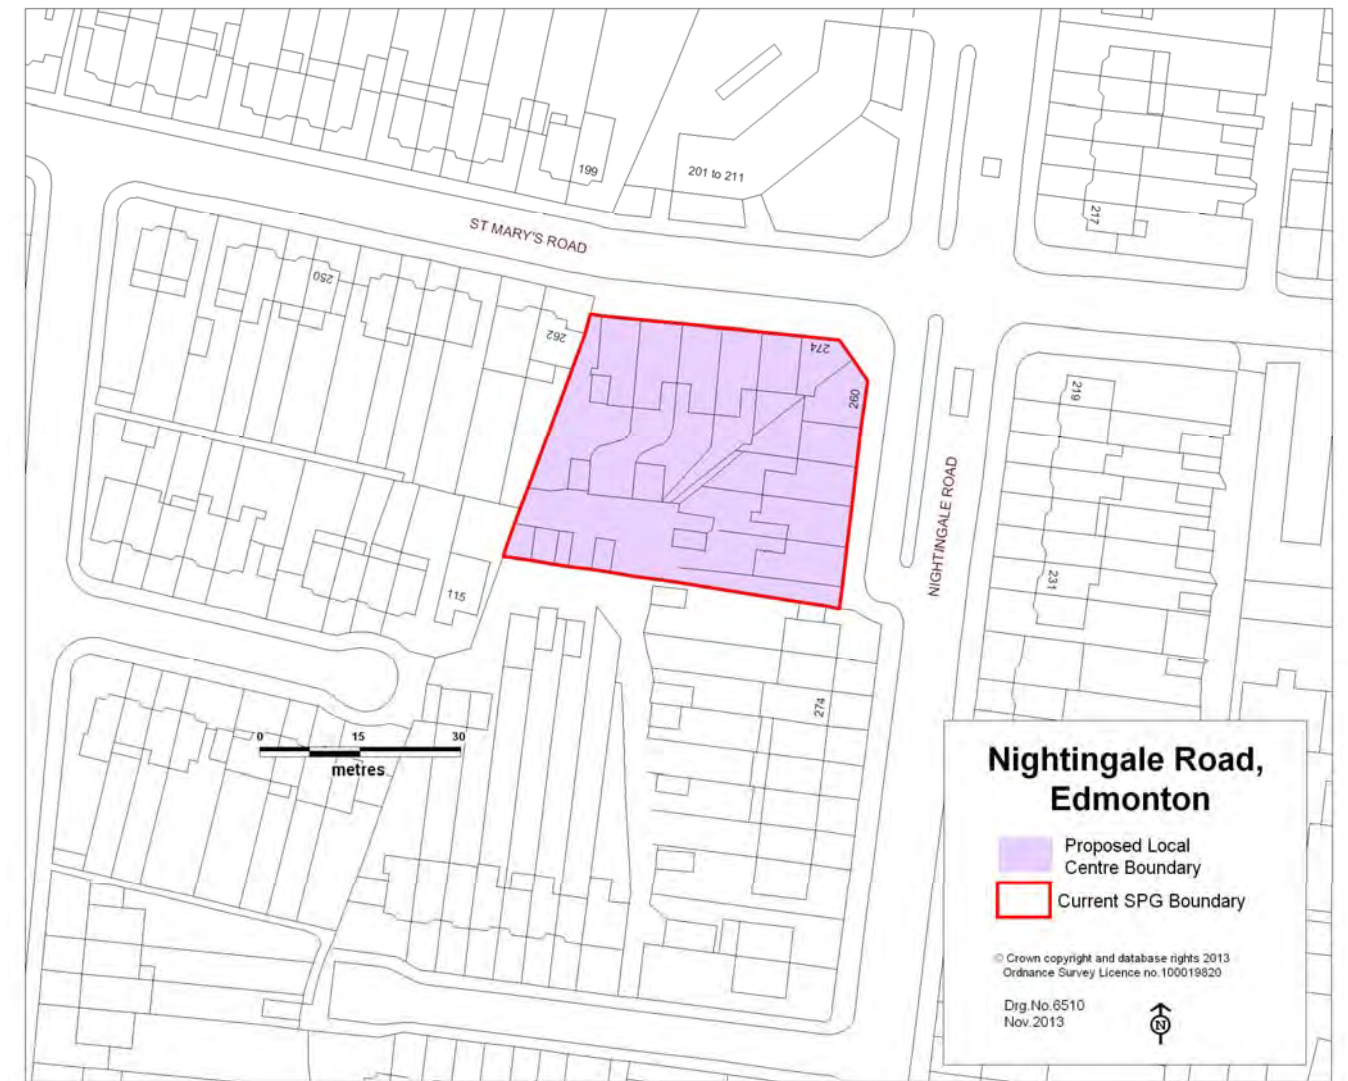 199
201 to 211
217
ST MARY'S ROAD
250
262
274
260
219
NIGHTINGALE ROAD
231
115
274
0 15 30
metres
Nightingale Road,
Edmonton
Proposed Local
Centre Boundary
Current SPG Boundary
© Crown copyright and database rights 2013
Ordnance Survey Licence no.100019820
Drg.No.6510
Nov.2013
N